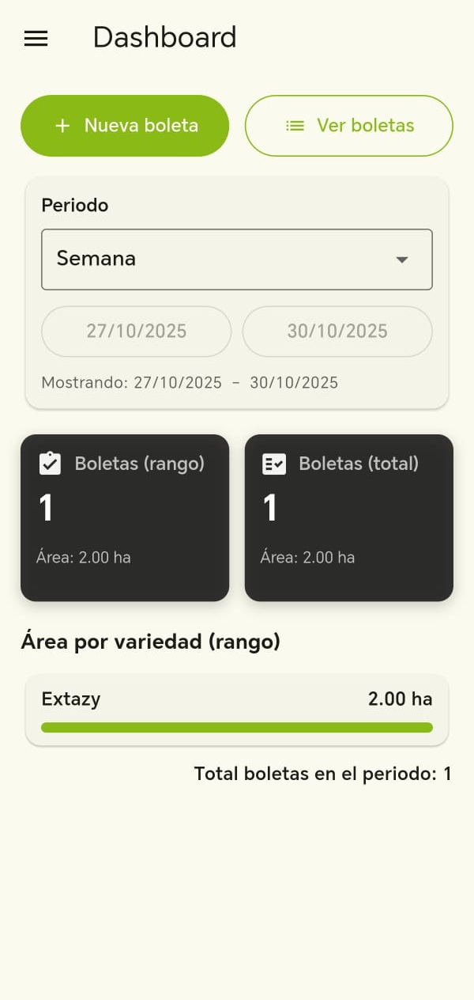 Dashboard
+ Nueva boleta
Ver boletas
Periodo
Semana
27/10/2025 30/10/2025
Mostrando: 27/10/2025 – 30/10/2025
Boletas (rango)
1
Área: 2.00 ha
Boletas (total)
1
Área: 2.00 ha
Área por variedad (rango)
Extazy 2.00 ha
Total boletas en el periodo: 1